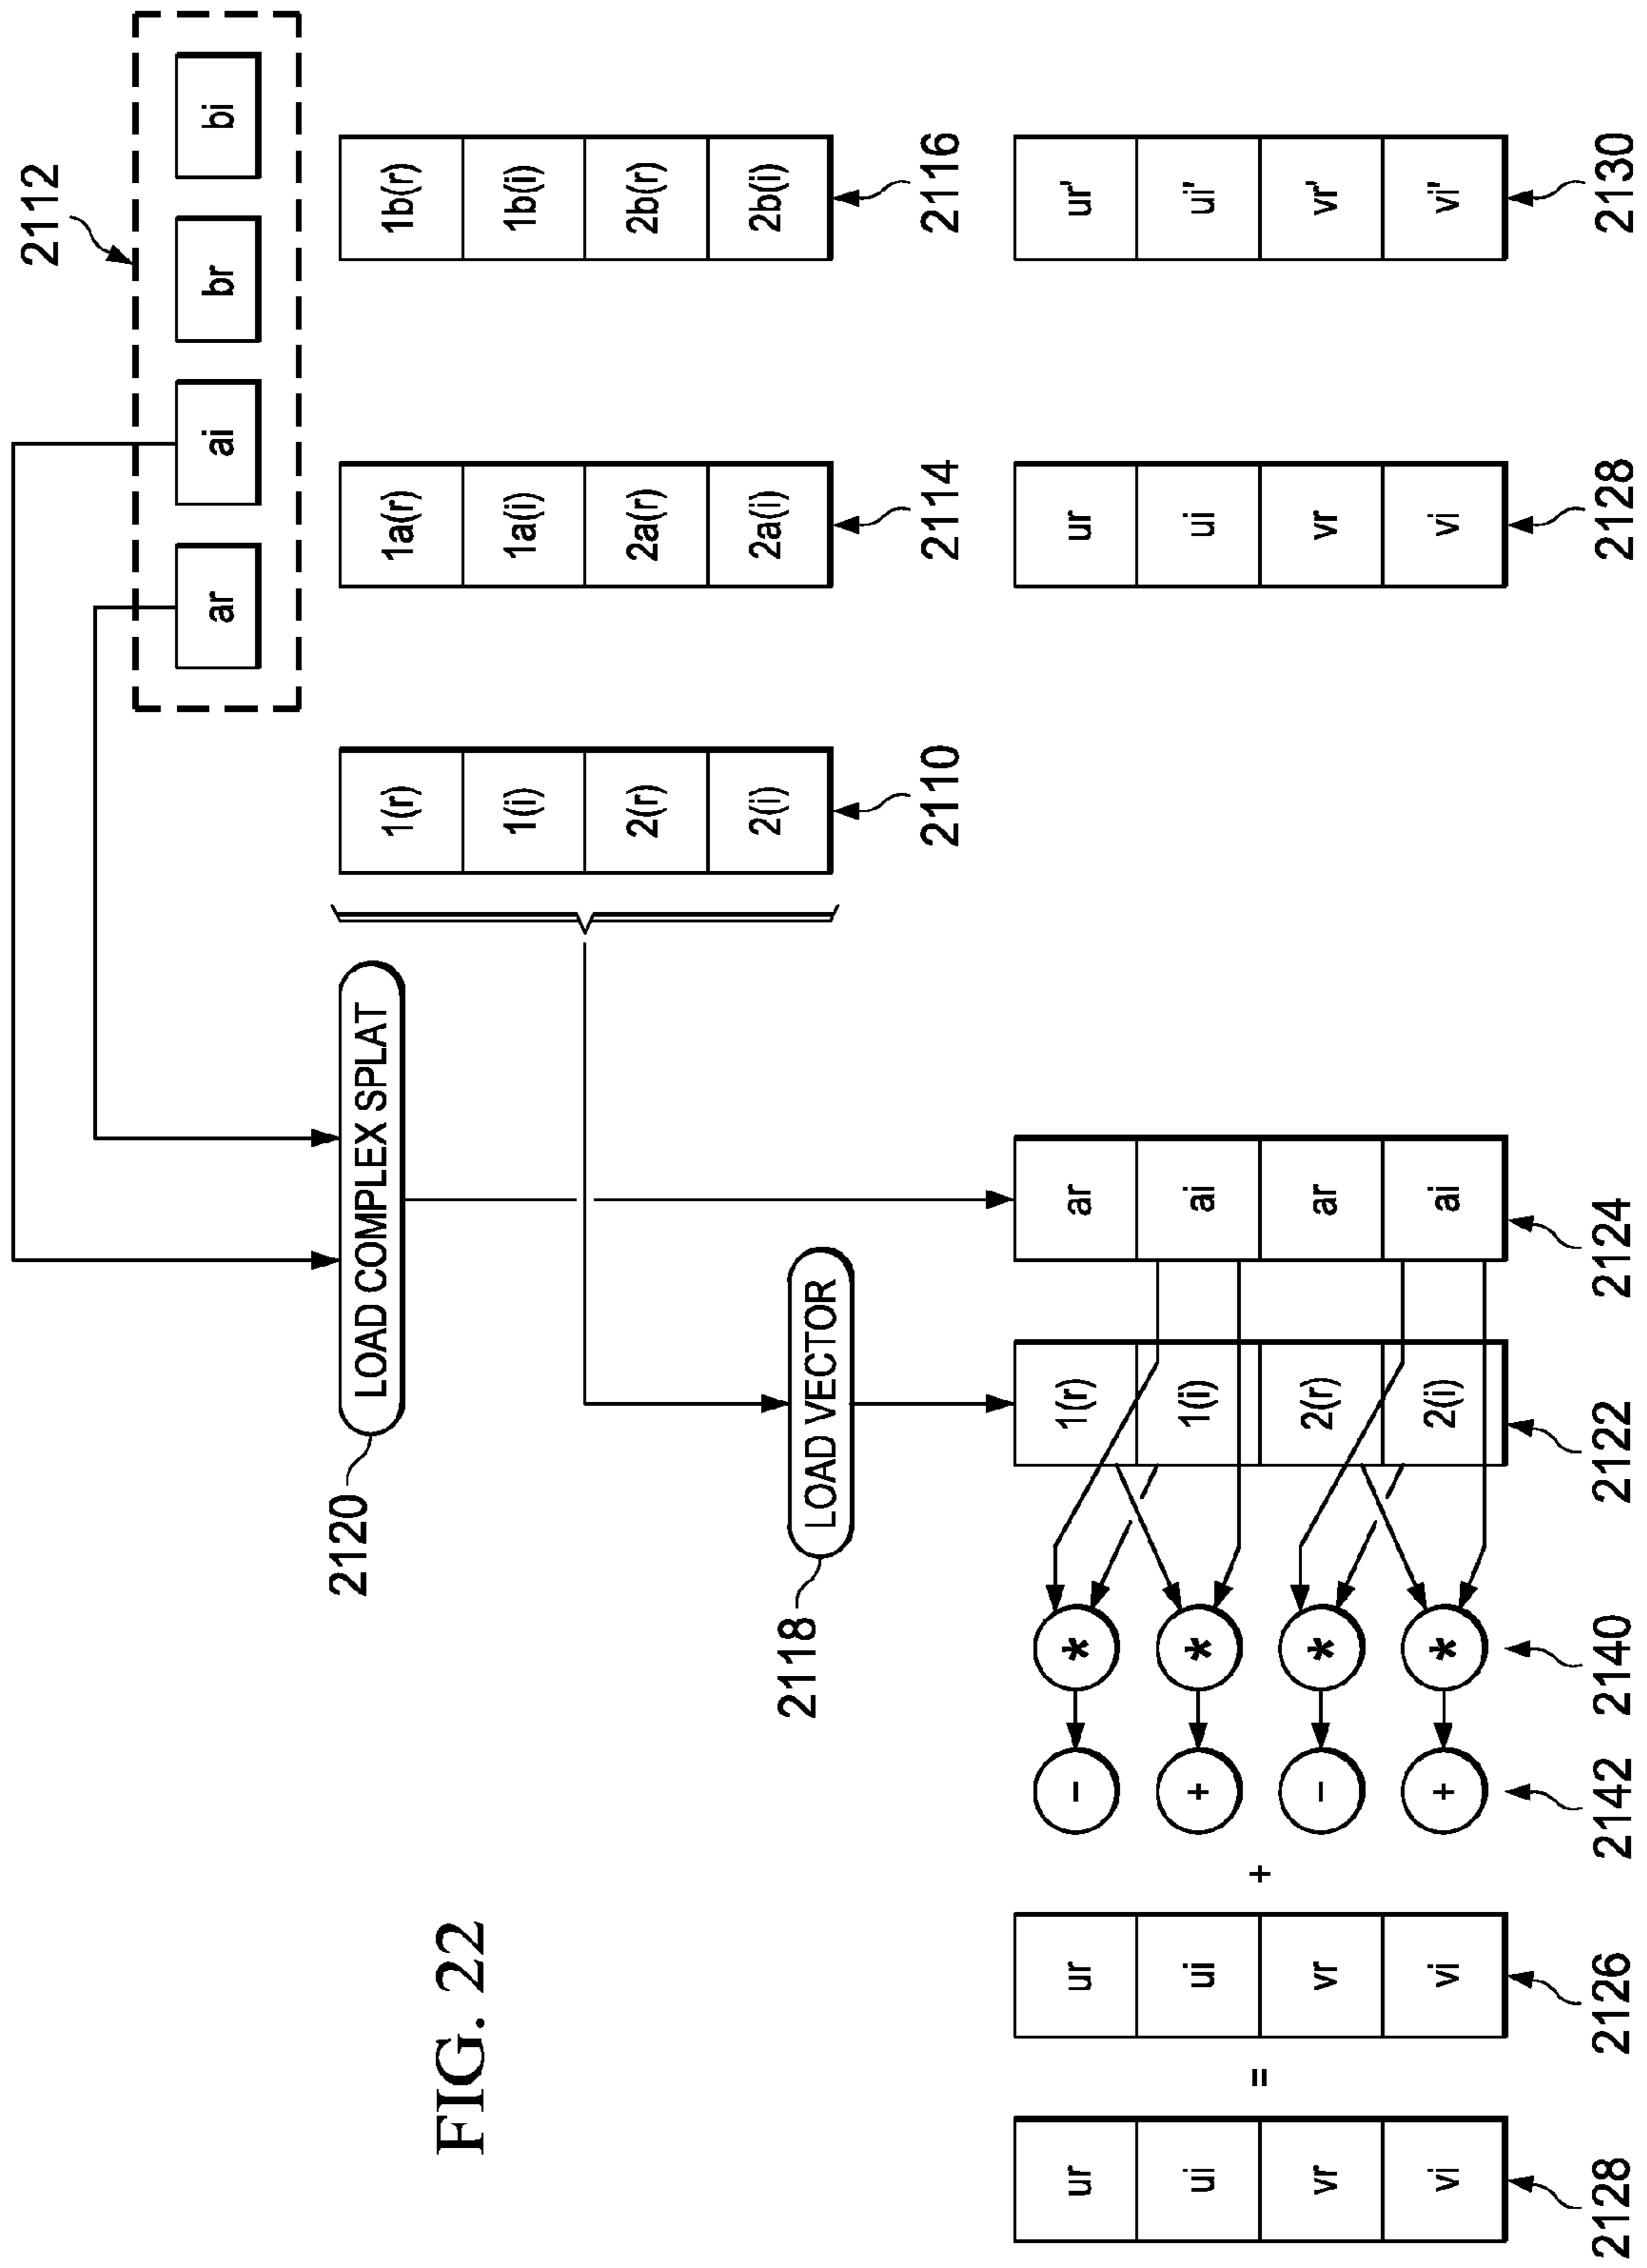 2112
ar ai br bi
2120 LOAD COMPLEX SPLAT
1(r) 1a(r) 1b(r)
FIG. 22
1(i) 1a(i) 1b(i)
2(r) 2a(r) 2b(r)
2(i) 2a(i) 2b(i)
2118 LOAD VECTOR
2110 2114 2116
ur ur - * 1(r) ar ur ur'
ui ui + * 1(i) ai ui ui'
= +
vr vr - * 2(r) ar vr vr'
vi vi + * 2(i) ai vi vi'
2128 2126 2142 2140 2122 2124 2128 2130